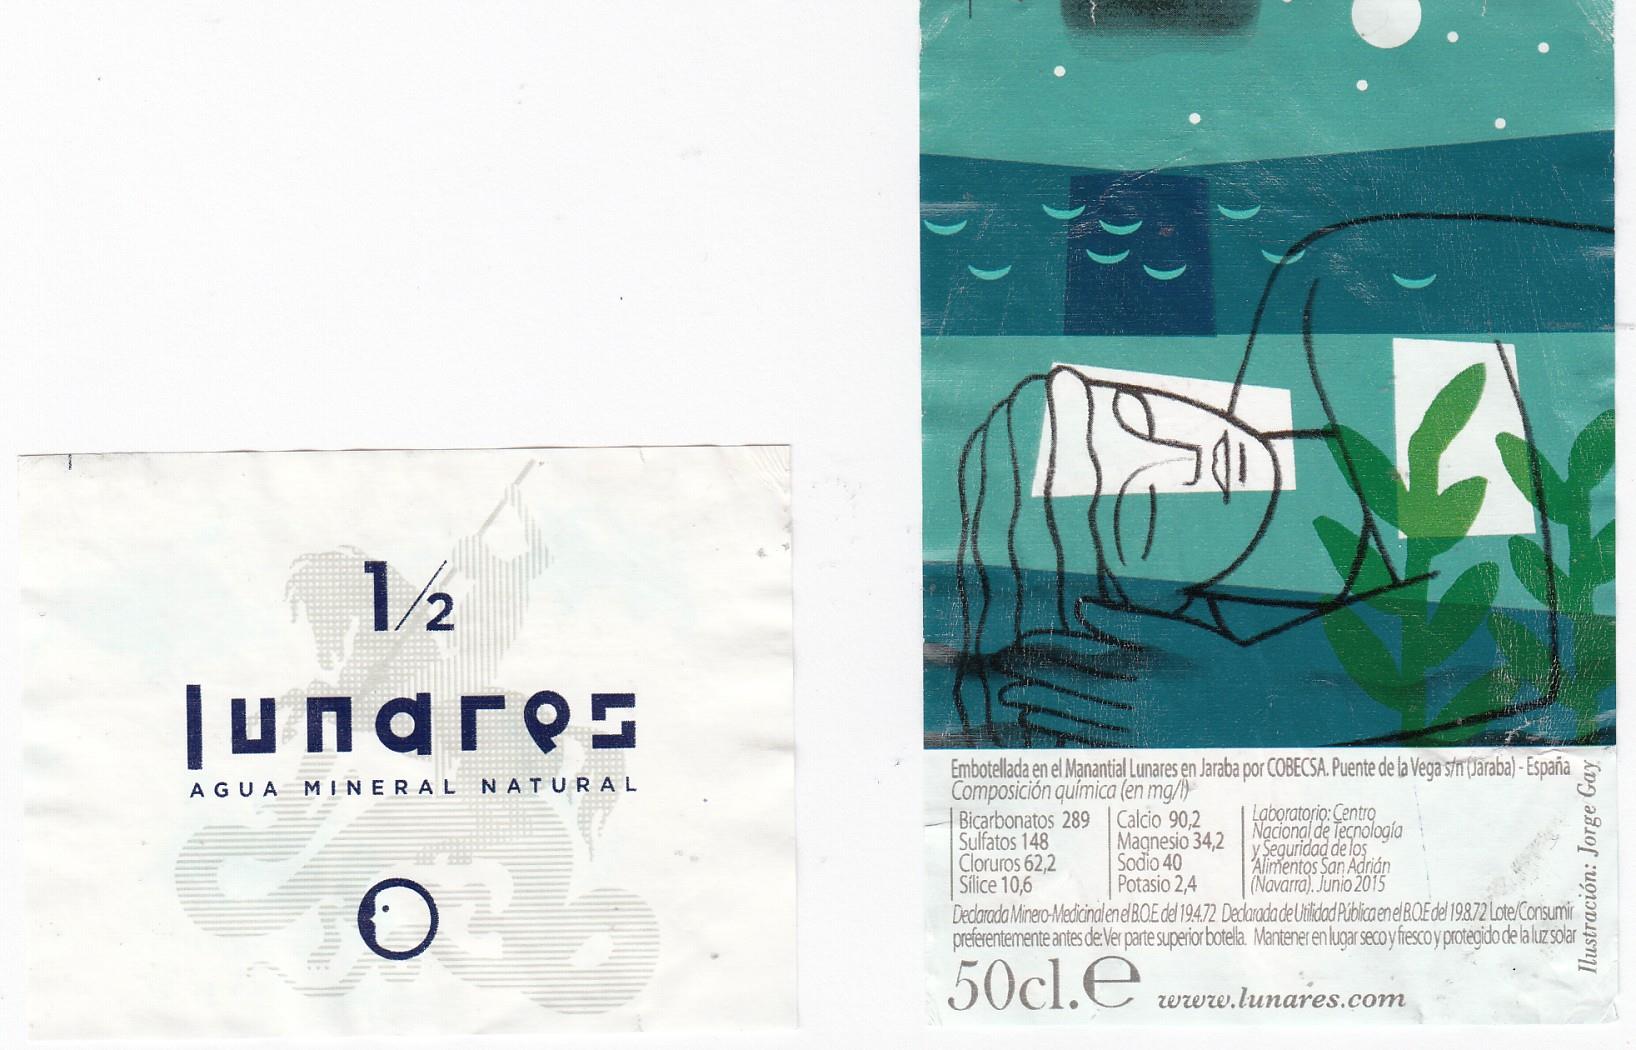 1/2
lunares
AGUA MINERAL NATURAL
Embotellada en el Manantial Lunares en Jaraba por COBECSA. Puente de la Vega s/n (Jaraba) - España
Composición química (en mg/l)
Bicarbonatos 289
Sulfatos 148
Cloruros 62,2
Sílice 10,6
Calcio 90,2
Magnesio 34,2
Sodio 40
Potasio 2,4
Laboratorio: Centro
Nacional de Tecnología
y Seguridad de los
Alimentos San Adrián
(Navarra). Junio 2015
Declarada Minero-Medicinal en el B.O.E. del 19.4.72 Declarada de Utilidad Pública en el B.O.E. del 19.8.72 Lote/Consumir
preferentemente antes de: Ver parte superior botella. Mantener en lugar seco y fresco y protegido de la luz solar
50cl.e www.lunares.com
Ilustración: Jorge Gay